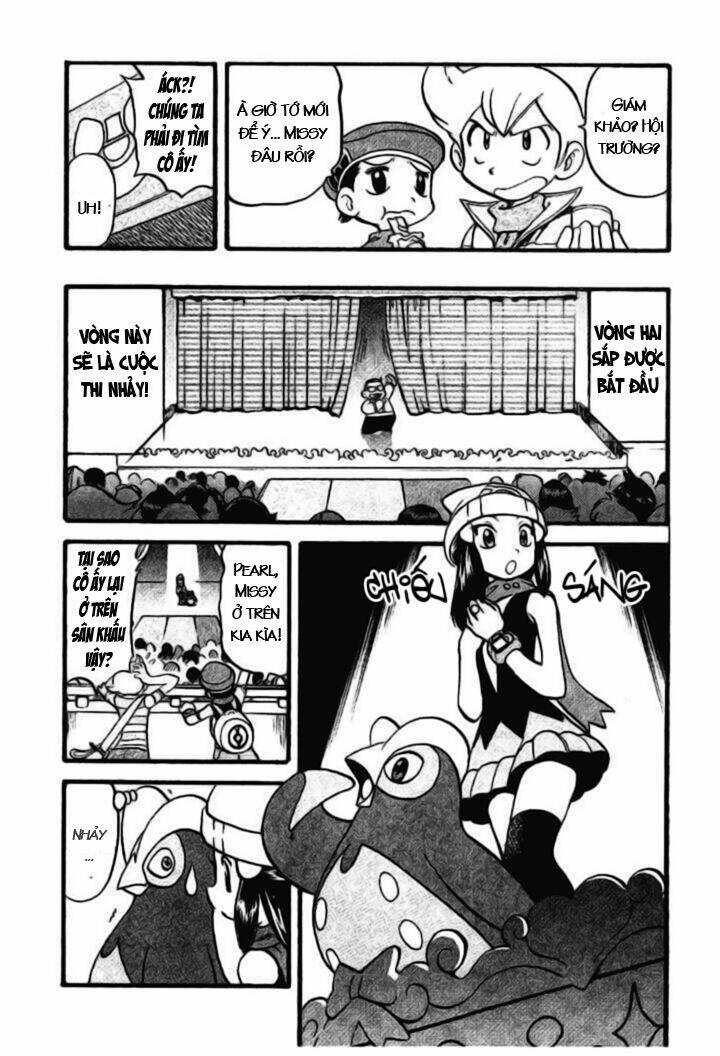 GIÁM
KHẢO? HỘI
TRƯỜNG?
À GIỜ TỚ MỚI
ĐỂ Ý... MISSY
ĐÂU RỒI?
ÁCK?!
CHÚNG TA
PHẢI ĐI TÌM
CÔ ẤY!
UH!
VÒNG HAI
SẮP ĐƯỢC
BẮT ĐẦU
VÒNG NÀY
SẼ LÀ CUỘC
THI NHẢY!
CHIẾU SÁNG
PEARL,
MISSY
Ở TRÊN
KIA KÌA!
TẠI SAO
CÔ ẤY LẠI
Ở TRÊN
SÂN KHẤU
VẬY?
NHẢY
...